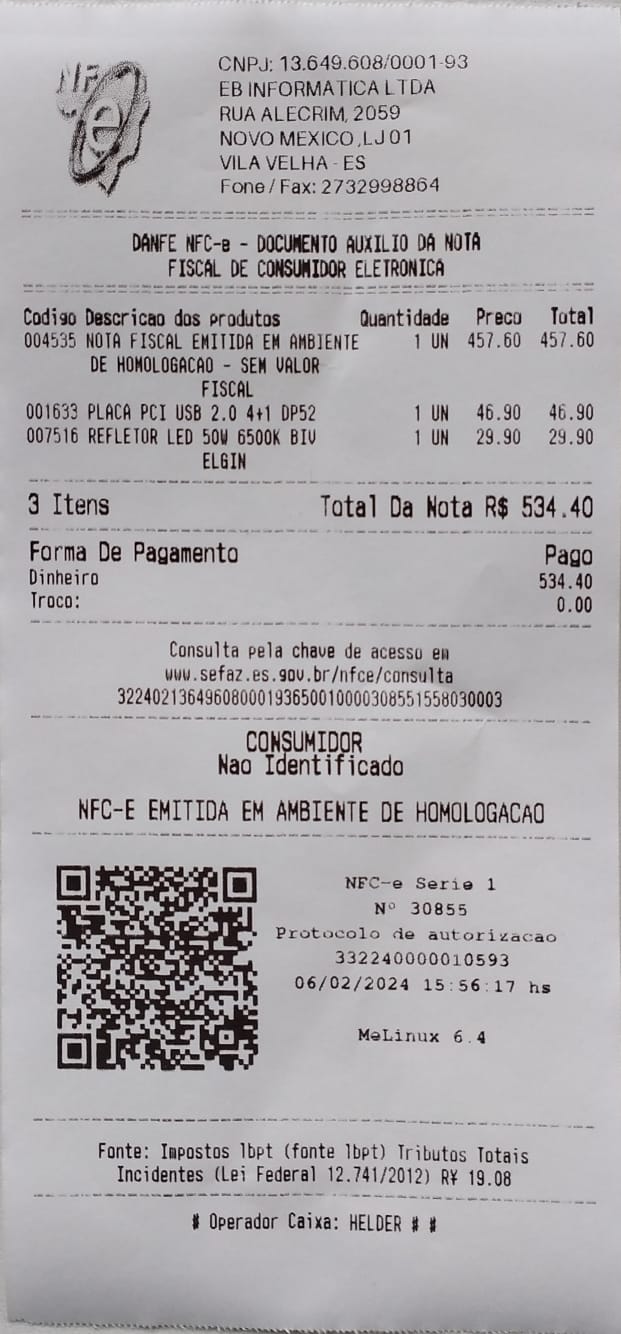 NFC
e
CNPJ: 13.649.608/0001-93
EB INFORMATICA LTDA
RUA ALECRIM, 2059
NOVO MEXICO ,LJ 01
VILA VELHA - ES
Fone / Fax: 2732998864
DANFE NFC-e - DOCUMENTO AUXILIO DA NOTA
FISCAL DE CONSUMIDOR ELETRONICA
Codigo Descricao dos produtos Quantidade Preco Total
004535 NOTA FISCAL EMITIDA EM AMBIENTE 1 UN 457.60 457.60
DE HOMOLOGACAO - SEM VALOR
FISCAL
001633 PLACA PCI USB 2.0 4+1 DP52 1 UN 46.90 46.90
007516 REFLETOR LED 50W 6500K BIV 1 UN 29.90 29.90
ELGIN
3 Itens Total Da Nota R$ 534.40
Forma De Pagamento Pago
Dinheiro 534.40
Troco: 0.00
Consulta pela chave de acesso em
www.sefaz.es.gov.br/nfce/consulta
32240213649608000193650010000308551558030003
CONSUMIDOR
Nao Identificado
NFC-E EMITIDA EM AMBIENTE DE HOMOLOGACAO
NFC-e Serie 1
Nº 30855
Protocolo de autorizacao
332240000010593
06/02/2024 15:56:17 hs
MeLinux 6.4
Fonte: Impostos lbpt (fonte lbpt) Tributos Totais
Incidentes (Lei Federal 12.741/2012) R¥ 19.08
# Operador Caixa: HELDER # #